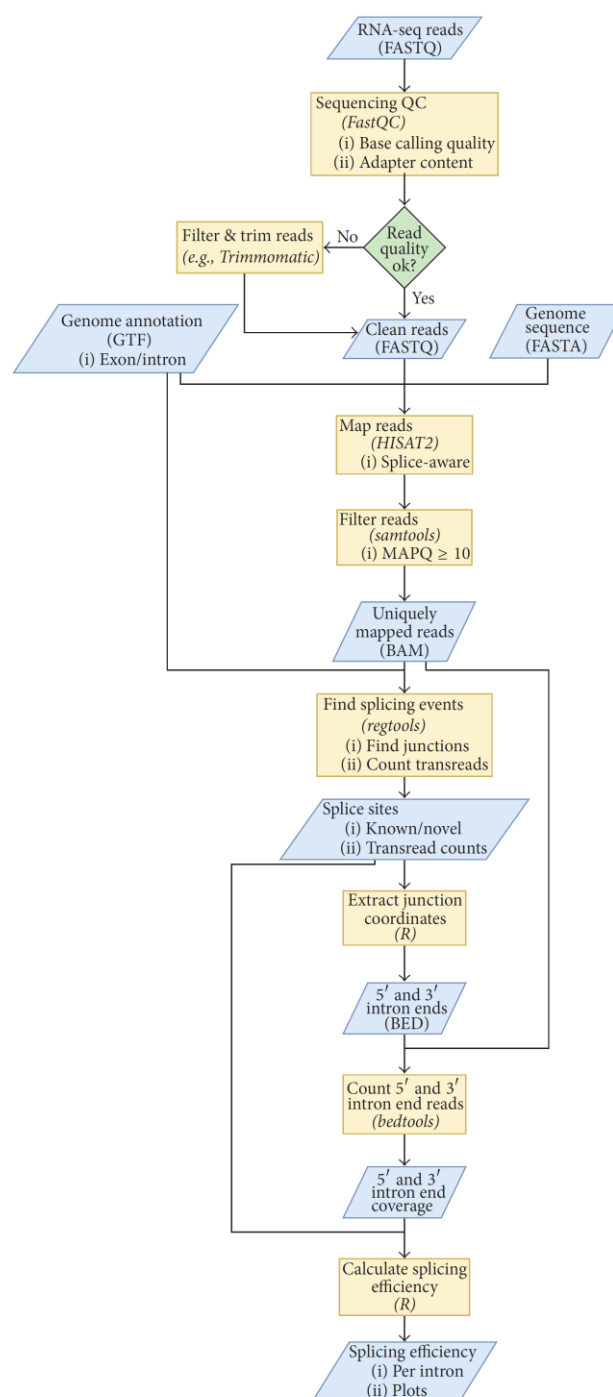 RNA-seq reads
(FASTQ)
Sequencing QC
(FastQC)
(i) Base calling quality
(ii) Adapter content
Filter & trim reads
(e.g., Trimmomatic)
No
Read
quality
ok?
Yes
Genome annotation
(GTF)
(i) Exon/intron
Clean reads
(FASTQ)
Genome
sequence
(FASTA)
Map reads
(HISAT2)
(i) Splice-aware
Filter reads
(samtools)
(i) MAPQ ≥ 10
Uniquely
mapped reads
(BAM)
Find splicing events
(regtools)
(i) Find junctions
(ii) Count transreads
Splice sites
(i) Known/novel
(ii) Transread counts
Extract junction
coordinates
(R)
5′ and 3′
intron ends
(BED)
Count 5′ and 3′
intron end reads
(bedtools)
5′ and 3′
intron end
coverage
Calculate splicing
efficiency
(R)
Splicing efficiency
(i) Per intron
(ii) Plots